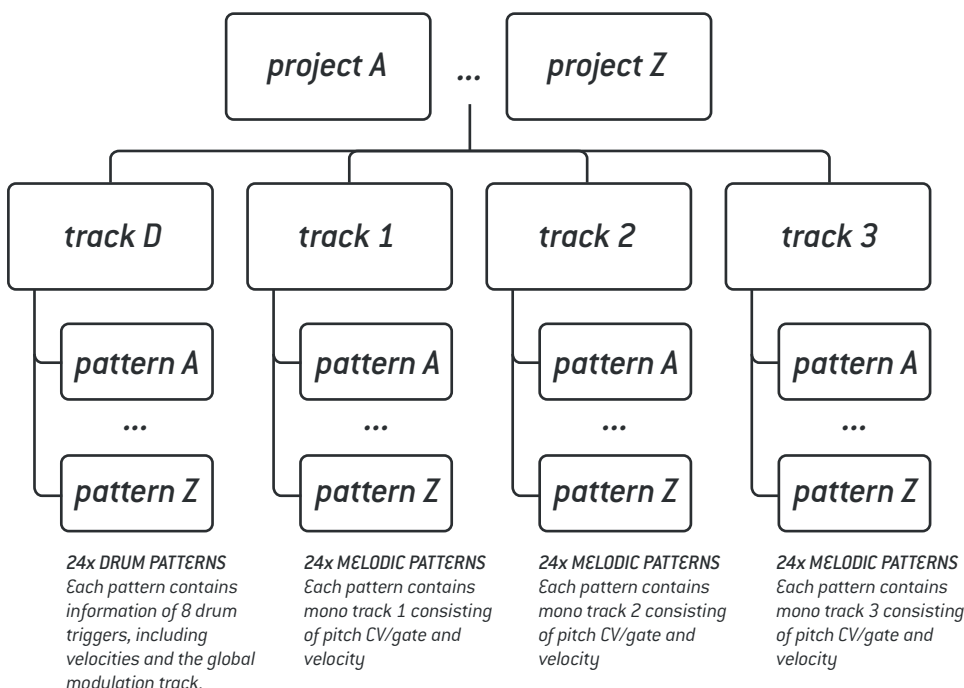 project A
...
project Z
track D
track 1
track 2
track 3
pattern A
pattern A
pattern A
pattern A
...
...
...
...
pattern Z
pattern Z
pattern Z
pattern Z
24x DRUM PATTERNS
Each pattern contains
information of 8 drum
triggers, including
velocities and the global
modulation track.
24x MELODIC PATTERNS
Each pattern contains
mono track 1 consisting
of pitch CV/gate and
velocity
24x MELODIC PATTERNS
Each pattern contains
mono track 2 consisting
of pitch CV/gate and
velocity
24x MELODIC PATTERNS
Each pattern contains
mono track 3 consisting
of pitch CV/gate and
velocity